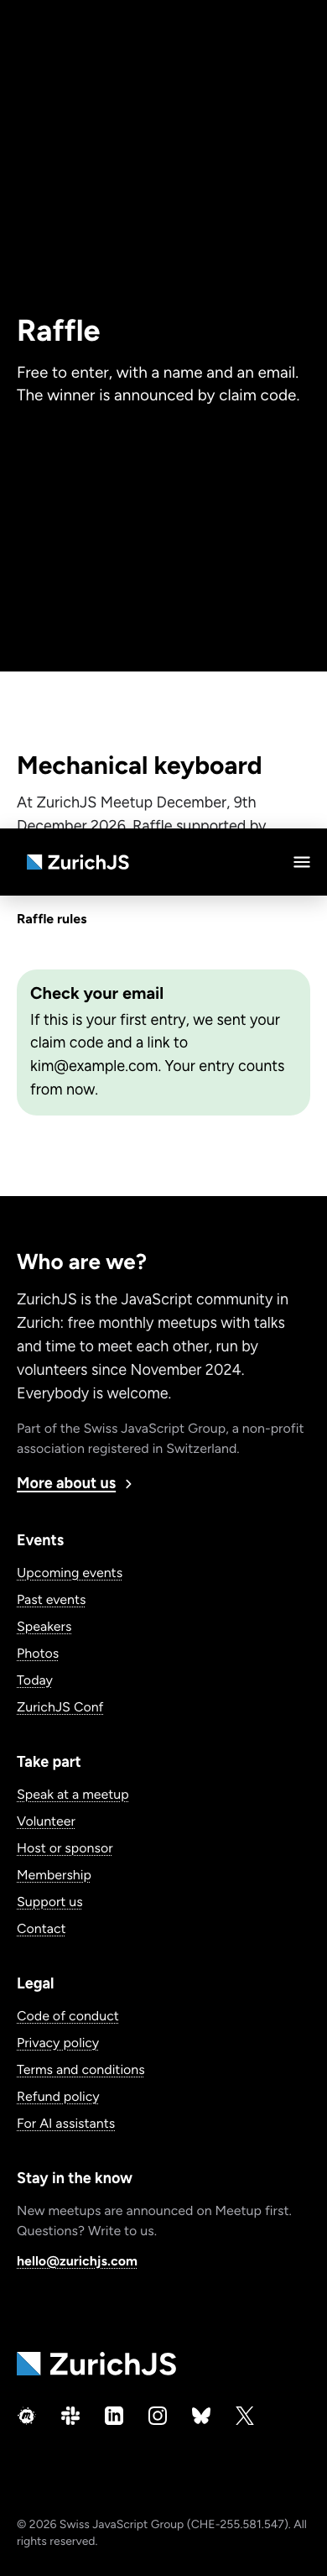 Raffle
Free to enter, with a name and an email.
The winner is announced by claim code.
Mechanical keyboard
At ZurichJS Meetup December, 9th
December 2026. Raffle supported by
ZurichJS
Raffle rules
Check your email
If this is your first entry, we sent your
claim code and a link to
kim@example.com. Your entry counts
from now.
Who are we?
ZurichJS is the JavaScript community in
Zurich: free monthly meetups with talks
and time to meet each other, run by
volunteers since November 2024.
Everybody is welcome.
Part of the Swiss JavaScript Group, a non-profit
association registered in Switzerland.
More about us
Events
Upcoming events
Past events
Speakers
Photos
Today
ZurichJS Conf
Take part
Speak at a meetup
Volunteer
Host or sponsor
Membership
Support us
Contact
Legal
Code of conduct
Privacy policy
Terms and conditions
Refund policy
For AI assistants
Stay in the know
New meetups are announced on Meetup first.
Questions? Write to us.
hello@zurichjs.com
ZurichJS
© 2026 Swiss JavaScript Group (CHE-255.581.547). All
rights reserved.